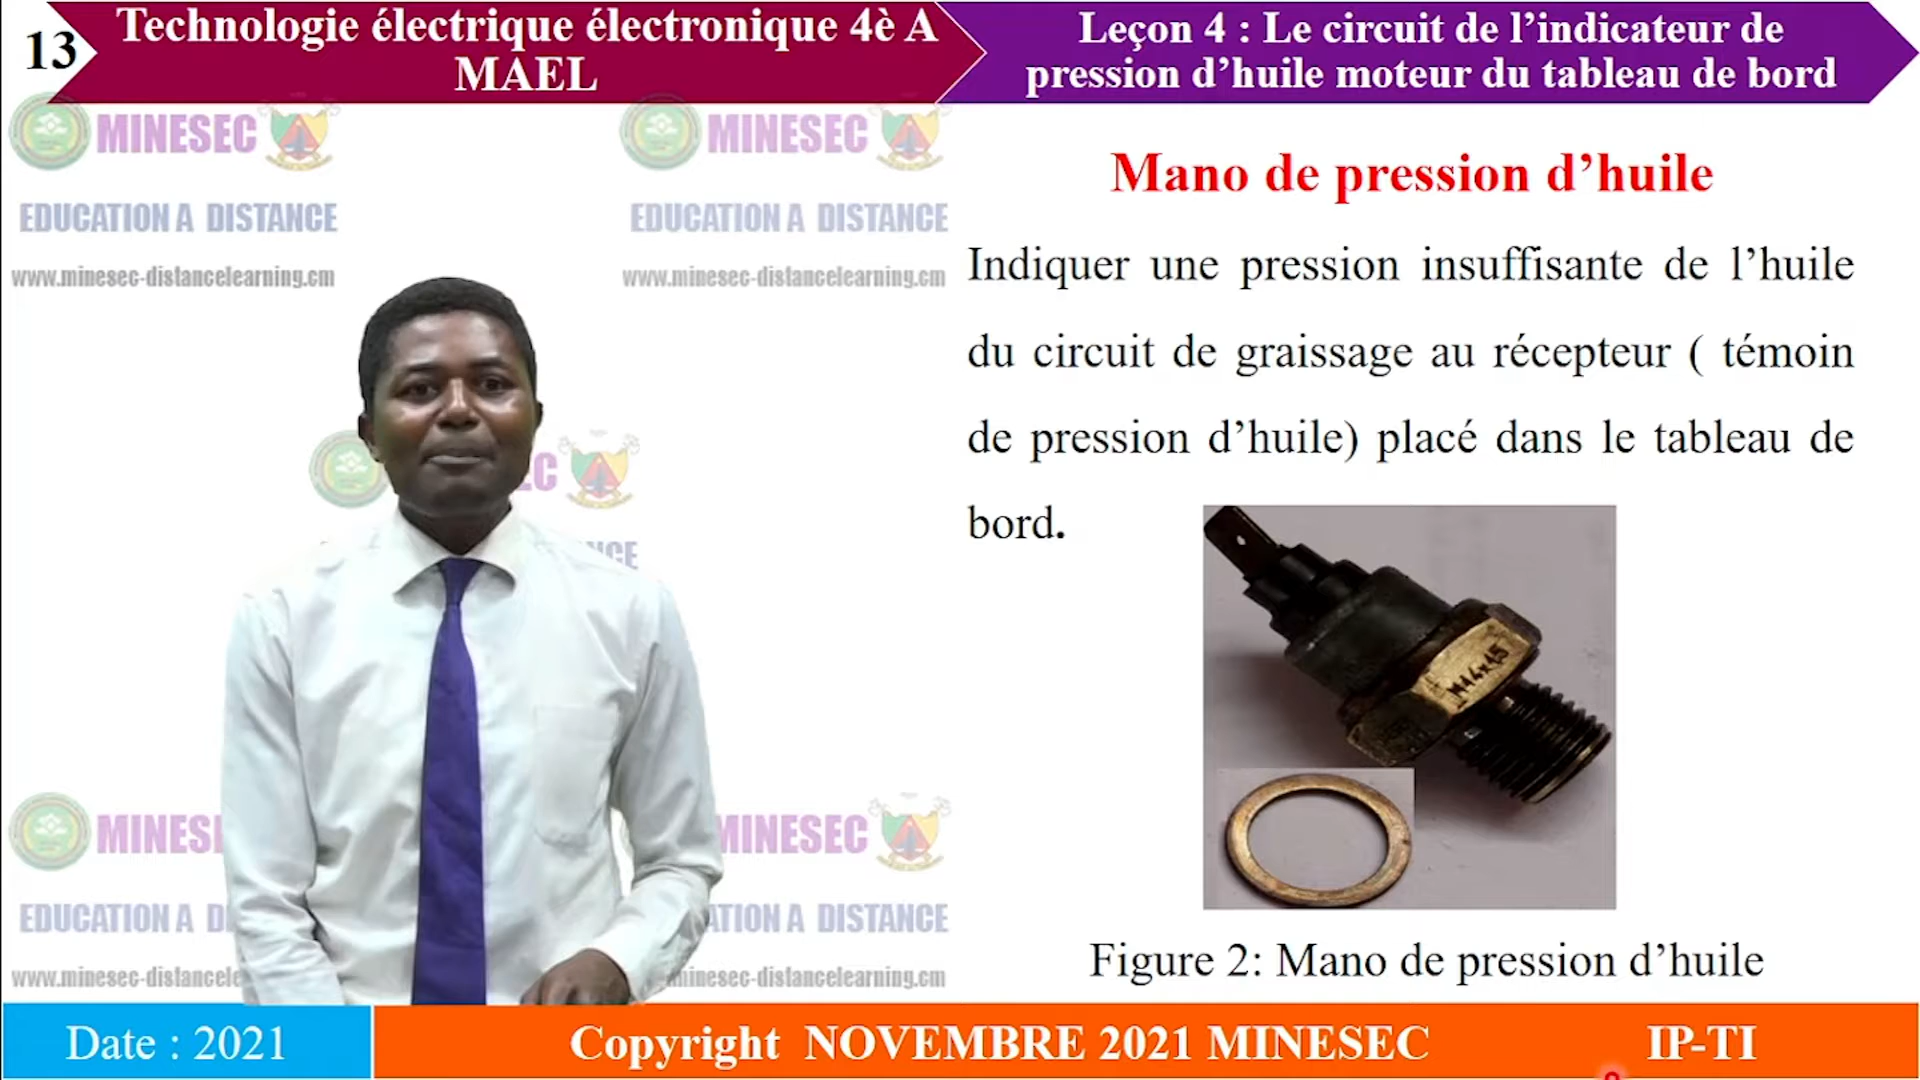 13
Technologie électrique électronique 4è A
MAEL
Leçon 4 : Le circuit de l’indicateur de
pression d’huile moteur du tableau de bord
MINESEC
EDUCATION A DISTANCE
www.minesec-distancelearning.cm
MINESEC
EDUCATION A DISTANCE
www.minesec-distancelearning.cm
Mano de pression d’huile
Indiquer une pression insuffisante de l’huile
du circuit de graissage au récepteur ( témoin
de pression d’huile) placé dans le tableau de
bord.
M14x1,5
Figure 2: Mano de pression d’huile
MINESEC
EDUCATION A DISTANCE
Date : 2021
Copyright NOVEMBRE 2021 MINESEC
IP-TI